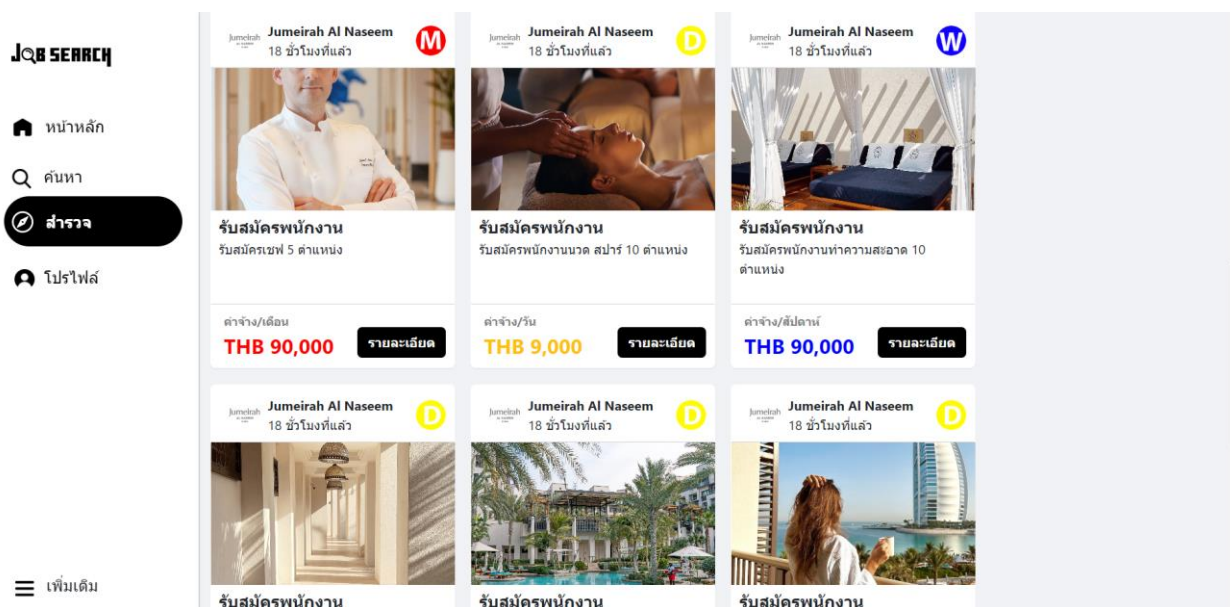 JOB SEARCH
หน้าหลัก
ค้นหา
สำรวจ
โปรไฟล์
เพิ่มเติม
Jumeirah
Jumeirah Al Naseem
18 ชั่วโมงที่แล้ว
M
รับสมัครพนักงาน
รับสมัครเชฟ 5 ตำแหน่ง
ค่าจ้าง/เดือน
THB 90,000
รายละเอียด
Jumeirah
Jumeirah Al Naseem
18 ชั่วโมงที่แล้ว
D
รับสมัครพนักงาน
รับสมัครพนักงานนวด สปาร์ 10 ตำแหน่ง
ค่าจ้าง/วัน
THB 9,000
รายละเอียด
Jumeirah
Jumeirah Al Naseem
18 ชั่วโมงที่แล้ว
W
รับสมัครพนักงาน
รับสมัครพนักงานทำความสะอาด 10
ตำแหน่ง
ค่าจ้าง/สัปดาห์
THB 90,000
รายละเอียด
Jumeirah
Jumeirah Al Naseem
18 ชั่วโมงที่แล้ว
D
รับสมัครพนักงาน
Jumeirah
Jumeirah Al Naseem
18 ชั่วโมงที่แล้ว
D
รับสมัครพนักงาน
Jumeirah
Jumeirah Al Naseem
18 ชั่วโมงที่แล้ว
D
รับสมัครพนักงาน